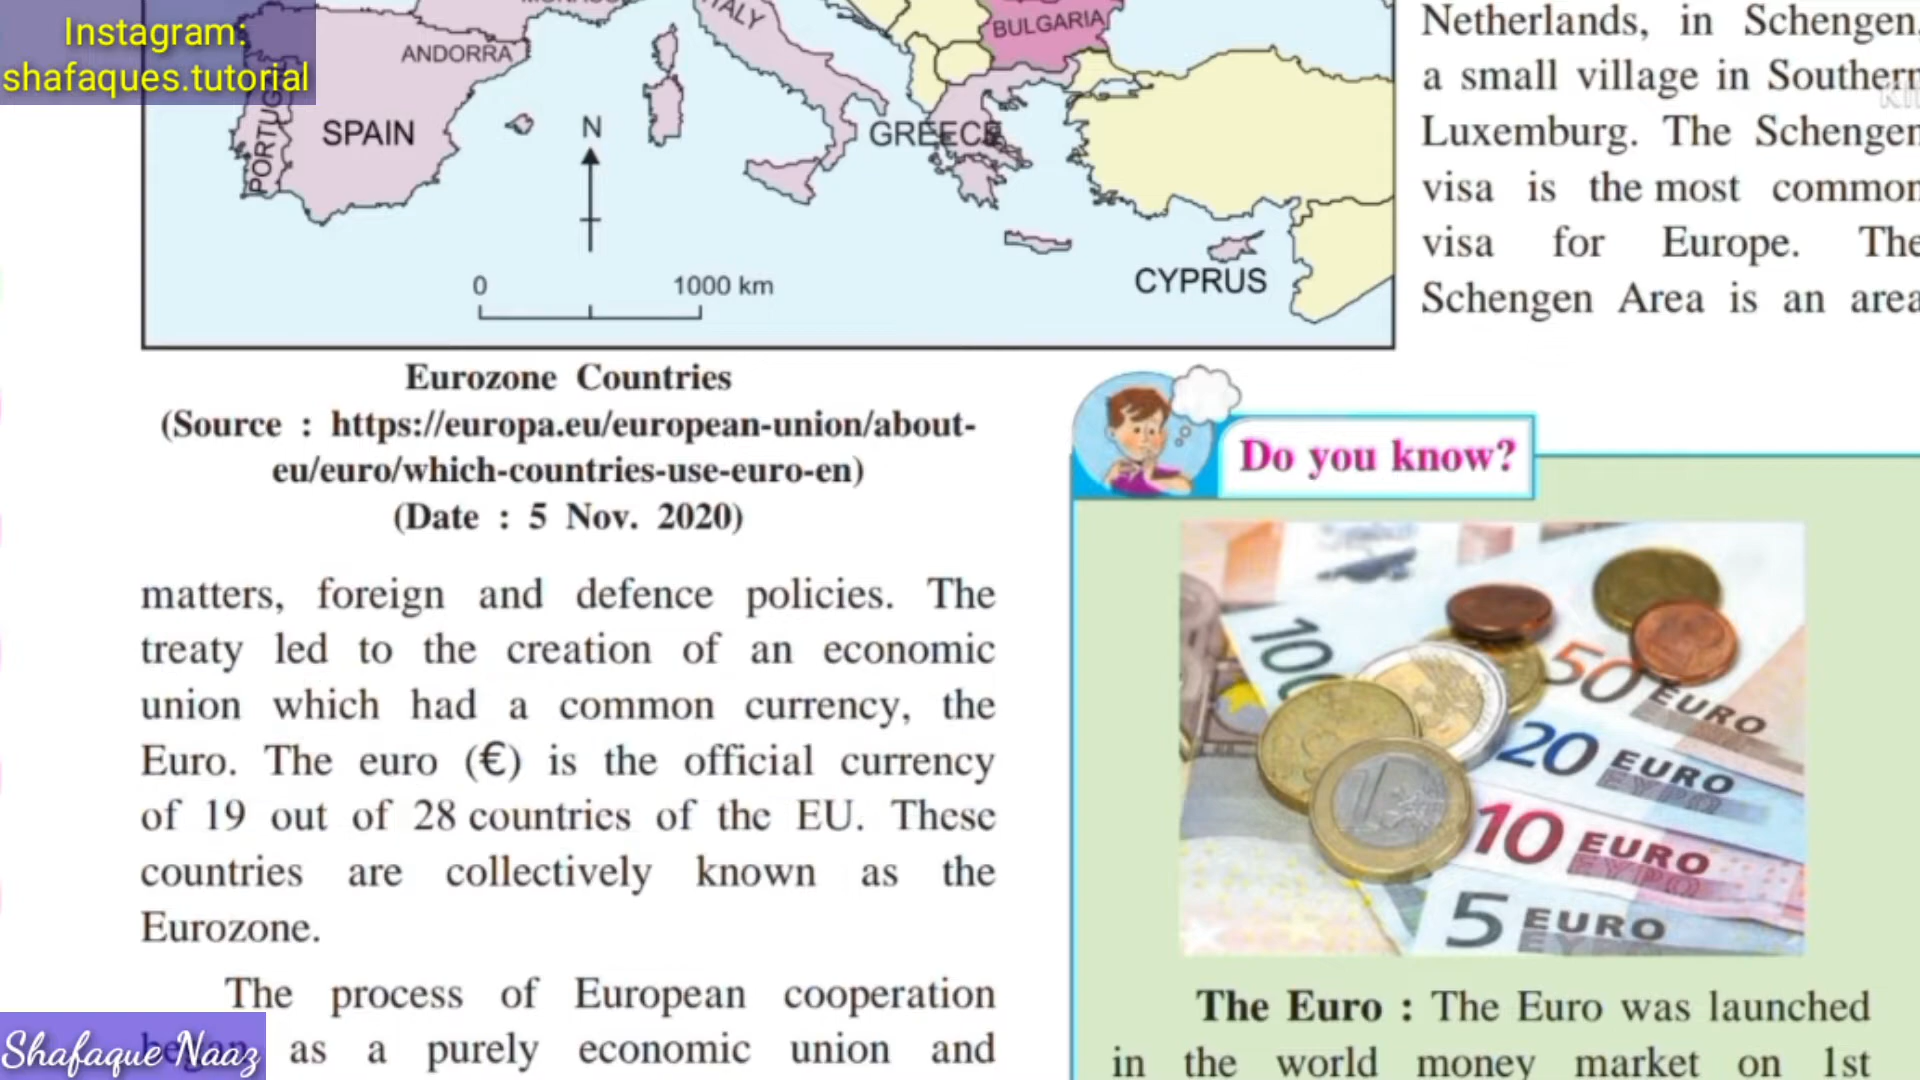 Instagram:
shafaques.tutorial
ANDORRA
ITALY
BULGARIA
SPAIN
N
GREECE
0 1000 km
CYPRUS
Eurozone Countries
(Source : https://europa.eu/european-union/about-
eu/euro/which-countries-use-euro-en)
(Date : 5 Nov. 2020)
matters, foreign and defence policies. The
treaty led to the creation of an economic
union which had a common currency, the
Euro. The euro (€) is the official currency
of 19 out of 28 countries of the EU. These
countries are collectively known as the
Eurozone.
The process of European cooperation
as a purely economic union and
Shafaque Naaz
Netherlands, in Schengen,
a small village in Southern
Luxemburg. The Schengen
visa is the most common
visa for Europe. The
Schengen Area is an area
Do you know?
100
50 EURO
20 EURO
10 EURO
5 EURO
The Euro : The Euro was launched
in the world money market on 1st